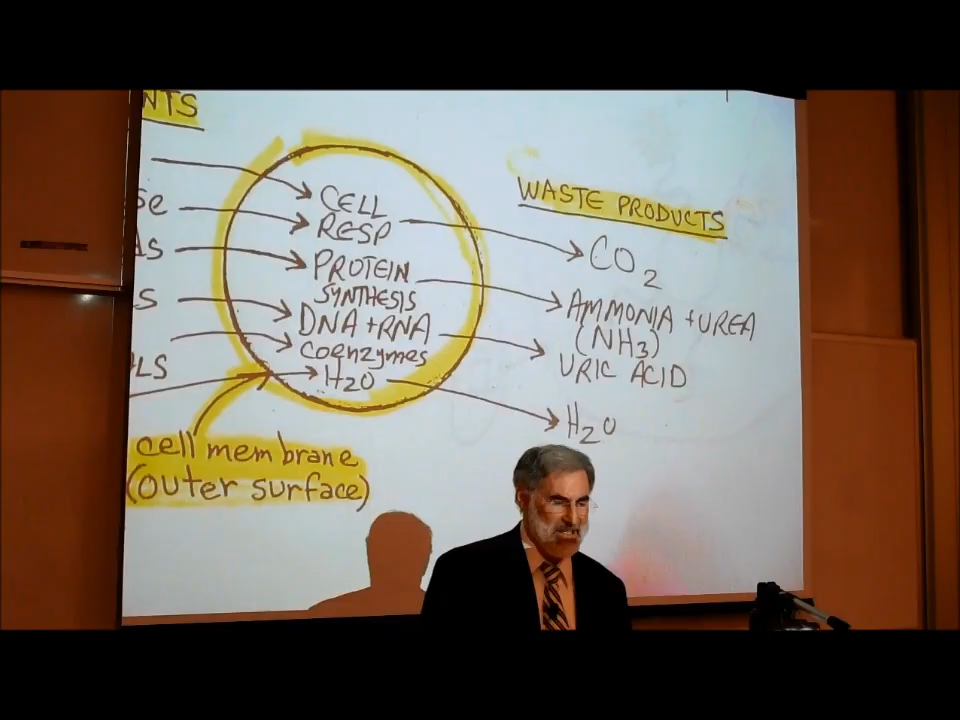 NTS
WASTE PRODUCTS
CELL
RESP
CO2
se
AS
PROTEIN
SYNTHESIS
AMMONIA + UREA
(NH3)
S
DNA + RNA
coenzymes
URIC ACID
LS
H2O
H2O
cell membrane
(outer surface)